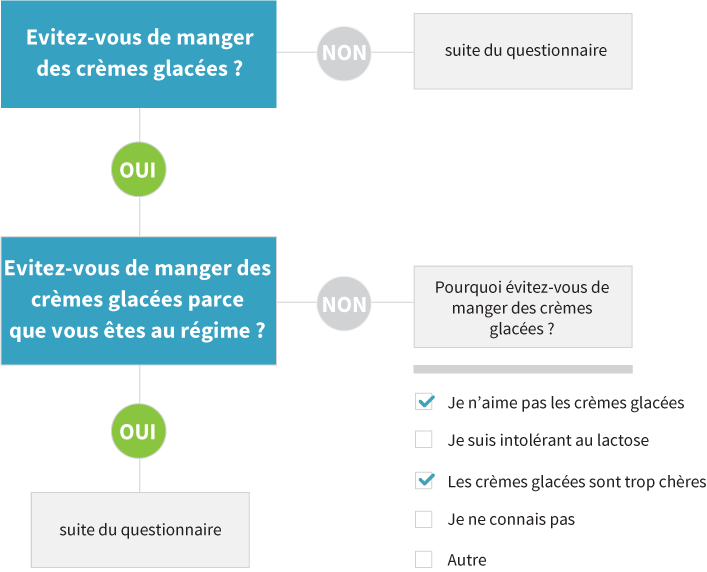 Evitez-vous de manger
des crèmes glacées ?
NON
suite du questionnaire
OUI
Evitez-vous de manger des
crèmes glacées parce
que vous êtes au régime ?
NON
Pourquoi évitez-vous de
manger des crèmes
glacées ?
Je n’aime pas les crèmes glacées
Je suis intolérant au lactose
Les crèmes glacées sont trop chères
Je ne connais pas
Autre
OUI
suite du questionnaire